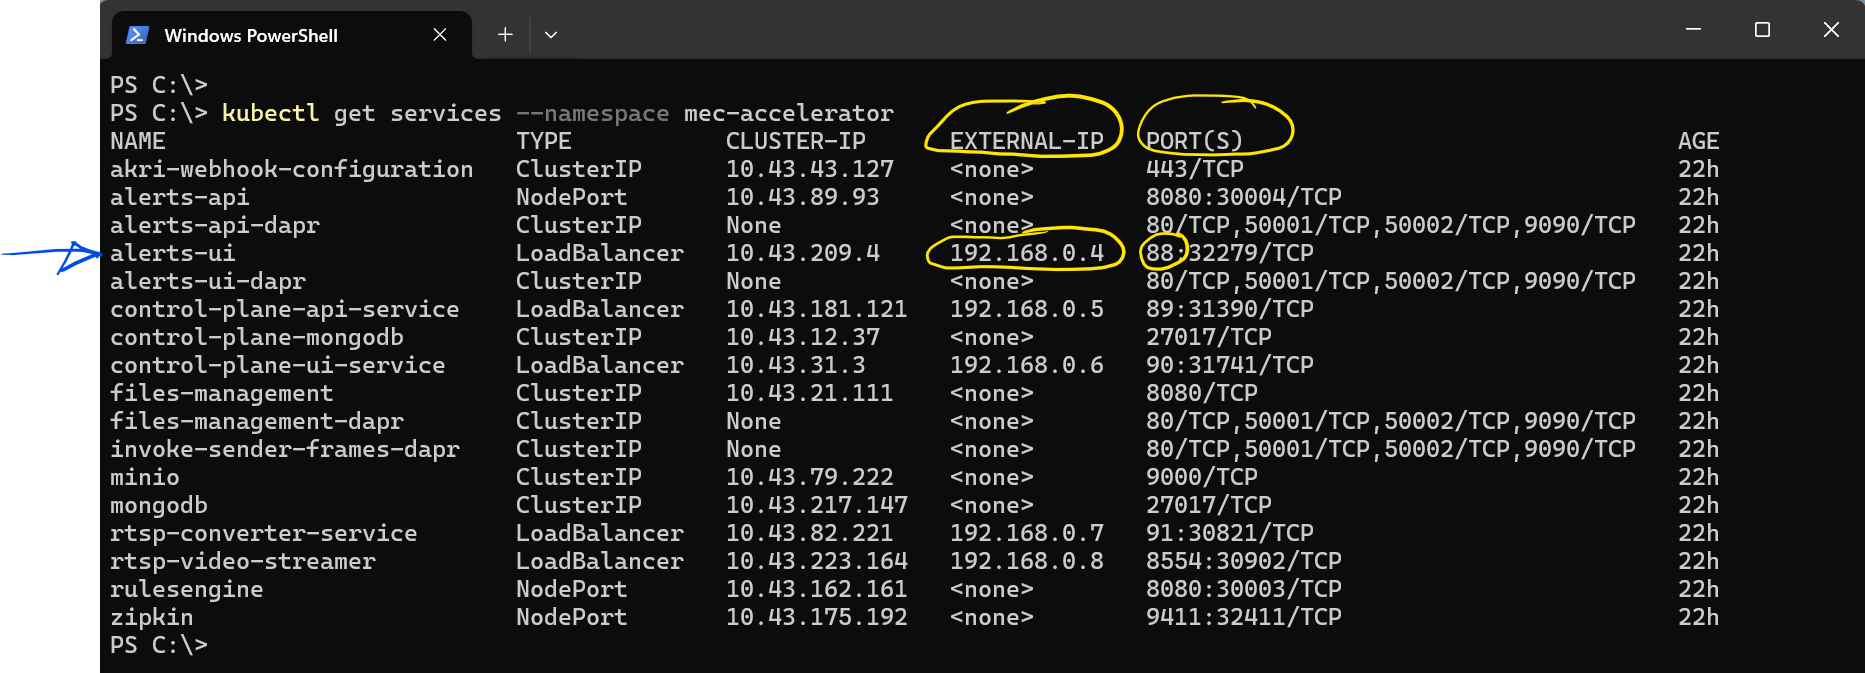 Windows PowerShell
PS C:\>
PS C:\> kubectl get services --namespace mec-accelerator
NAME TYPE CLUSTER-IP EXTERNAL-IP PORT(S) AGE
akri-webhook-configuration ClusterIP 10.43.43.127 <none> 443/TCP 22h
alerts-api NodePort 10.43.89.93 <none> 8080:30004/TCP 22h
alerts-api-dapr ClusterIP None <none> 80/TCP,50001/TCP,50002/TCP,9090/TCP 22h
alerts-ui LoadBalancer 10.43.209.4 192.168.0.4 88:32279/TCP 22h
alerts-ui-dapr ClusterIP None <none> 80/TCP,50001/TCP,50002/TCP,9090/TCP 22h
control-plane-api-service LoadBalancer 10.43.181.121 192.168.0.5 89:31390/TCP 22h
control-plane-mongodb ClusterIP 10.43.12.37 <none> 27017/TCP 22h
control-plane-ui-service LoadBalancer 10.43.31.3 192.168.0.6 90:31741/TCP 22h
files-management ClusterIP 10.43.21.111 <none> 8080/TCP 22h
files-management-dapr ClusterIP None <none> 80/TCP,50001/TCP,50002/TCP,9090/TCP 22h
invoke-sender-frames-dapr ClusterIP None <none> 80/TCP,50001/TCP,50002/TCP,9090/TCP 22h
minio ClusterIP 10.43.79.222 <none> 9000/TCP 22h
mongodb ClusterIP 10.43.217.147 <none> 27017/TCP 22h
rtsp-converter-service LoadBalancer 10.43.82.221 192.168.0.7 91:30821/TCP 22h
rtsp-video-streamer LoadBalancer 10.43.223.164 192.168.0.8 8554:30902/TCP 22h
rulesengine NodePort 10.43.162.161 <none> 8080:30003/TCP 22h
zipkin NodePort 10.43.175.192 <none> 9411:32411/TCP 22h
PS C:\>